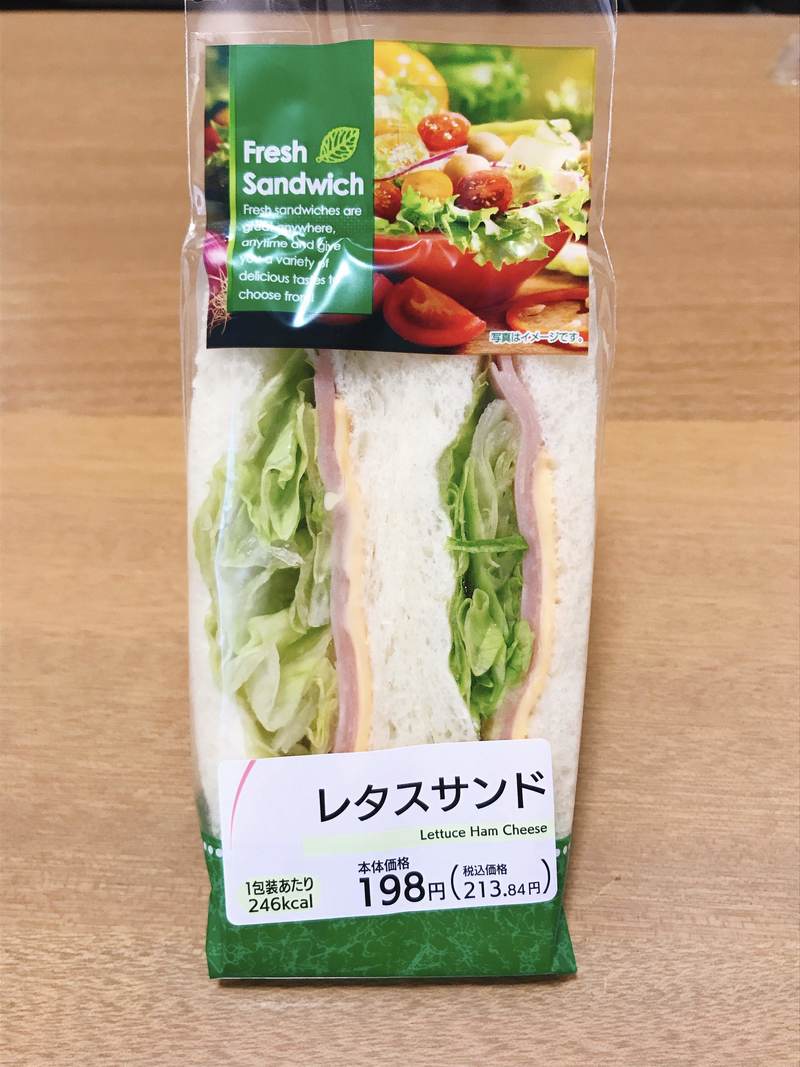 Fresh
Sandwich
Fresh sandwiches are
great anywhere,
anytime and give
you a variety of
delicious tastes to
choose from!
写真はイメージです。
レタスサンド
Lettuce Ham Cheese
1包装あたり
246kcal
本体価格
198円
税込価格
(213.84円)